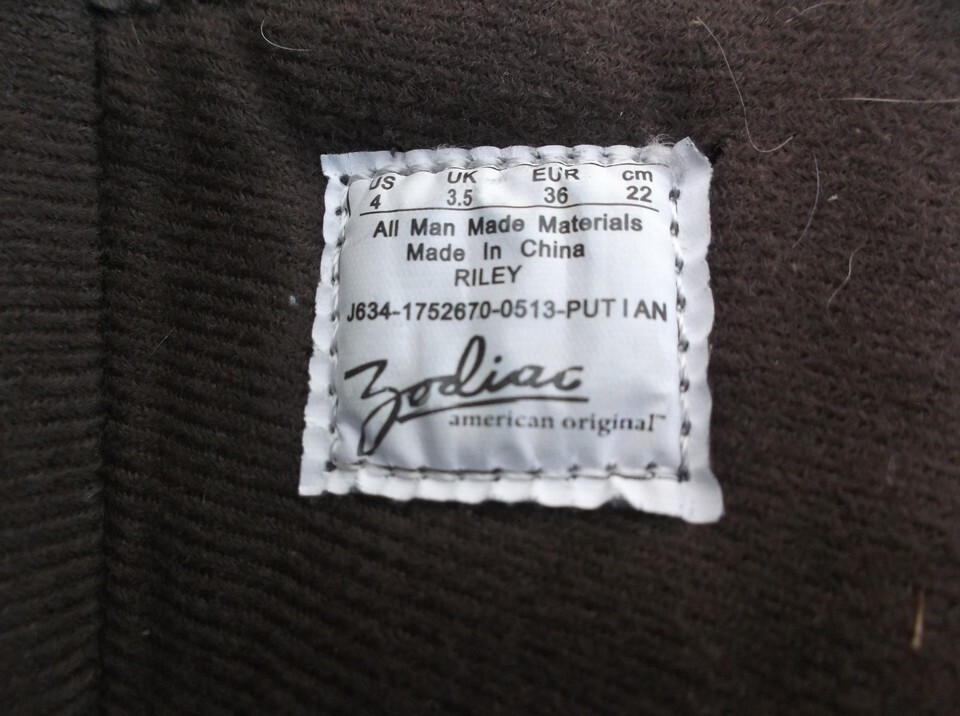 US UK EUR cm
4 3.5 36 22
All Man Made Materials
Made In China
RILEY
J634-1752670-0513-PUTIAN
Zodiac
american original™